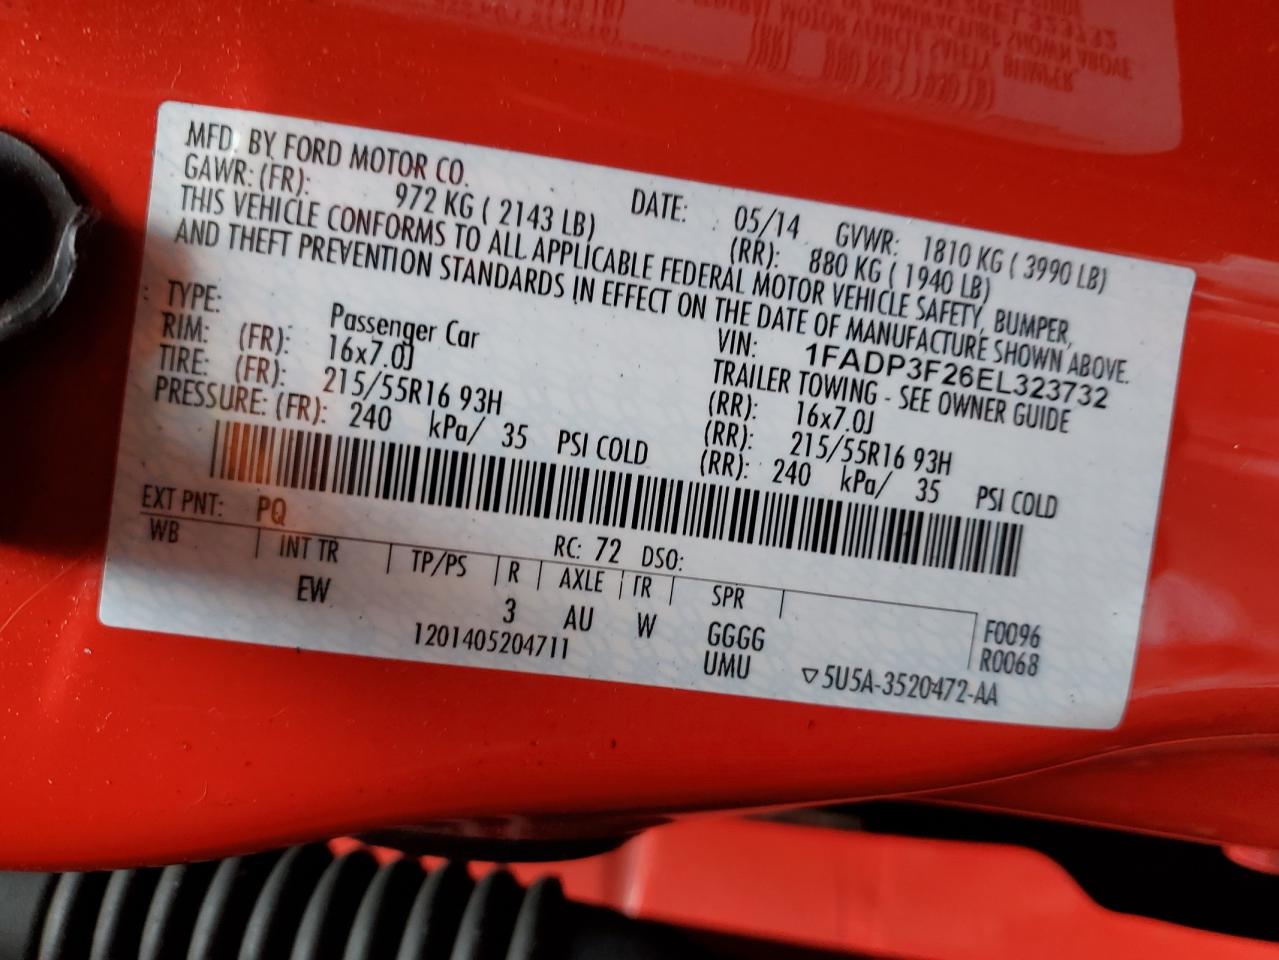 MFD. BY FORD MOTOR CO.
DATE: 05/14 GVWR: 1810 KG ( 3990 LB)
GAWR: (FR): 972 KG ( 2143 LB) (RR): 880 KG ( 1940 LB)
THIS VEHICLE CONFORMS TO ALL APPLICABLE FEDERAL MOTOR VEHICLE SAFETY, BUMPER,
AND THEFT PREVENTION STANDARDS IN EFFECT ON THE DATE OF MANUFACTURE SHOWN ABOVE.
VIN: 1FADP3F26EL323732
TYPE: Passenger Car TRAILER TOWING - SEE OWNER GUIDE
RIM: (FR): 16x7.0J (RR): 16x7.0J
TIRE: (FR): 215/55R16 93H (RR): 215/55R16 93H
PRESSURE: (FR): 240 kPa/ 35 PSI COLD (RR): 240 kPa/ 35 PSI COLD
EXT PNT: PQ RC: 72 DSO:
WB INT TR TP/PS R AXLE TR SPR
EW 3 AU W GGGG F0096
1201405204711 UMU R0068
▽5U5A-3520472-AA